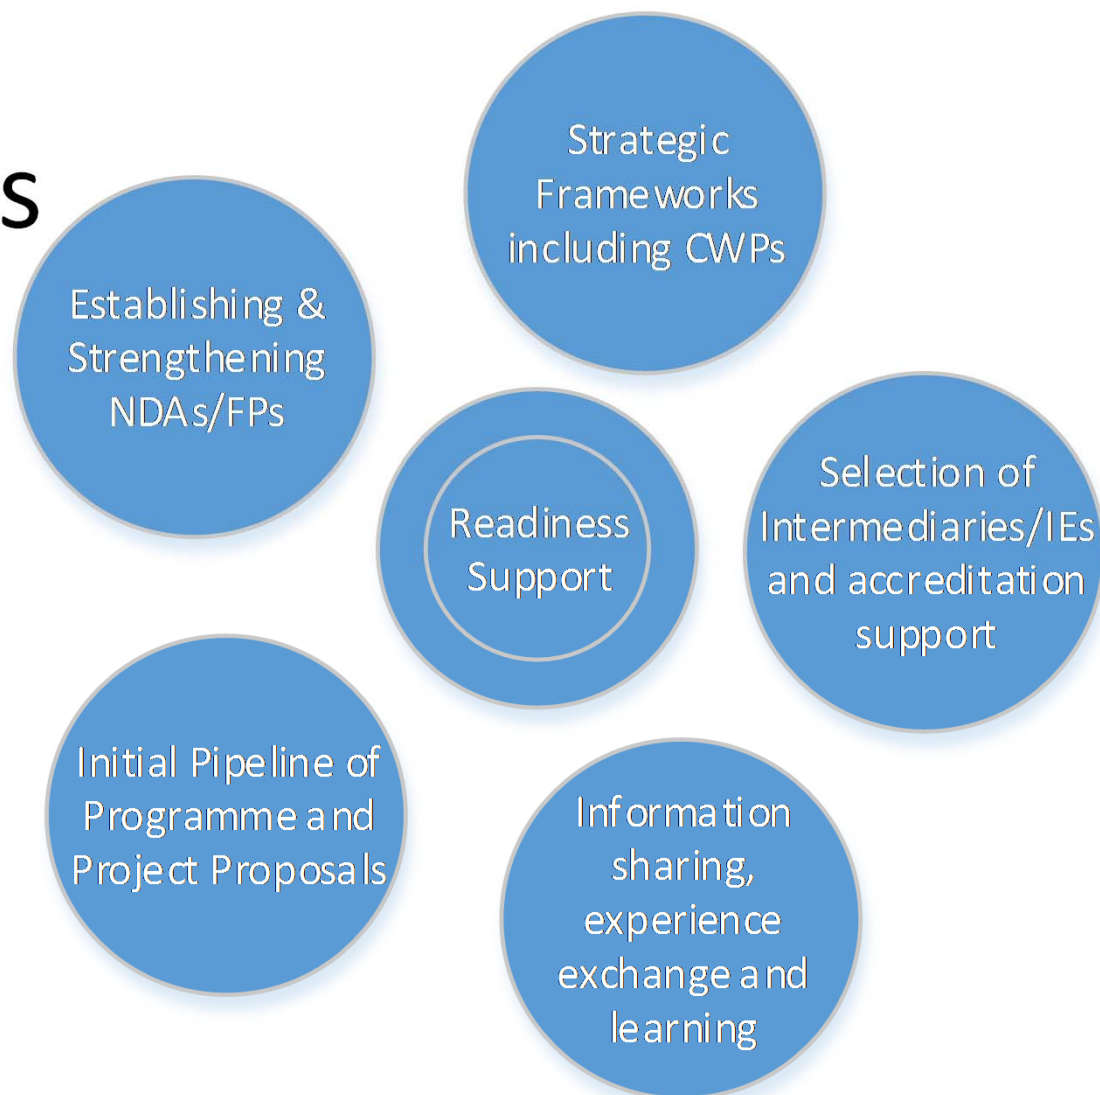 s
Strategic
Frameworks
including CWPs
Establishing &
Strengthening
NDAs/FPs
Readiness
Support
Selection of
Intermediaries/IEs
and accreditation
support
Initial Pipeline of
Programme and
Project Proposals
Information
sharing,
experience
exchange and
learning